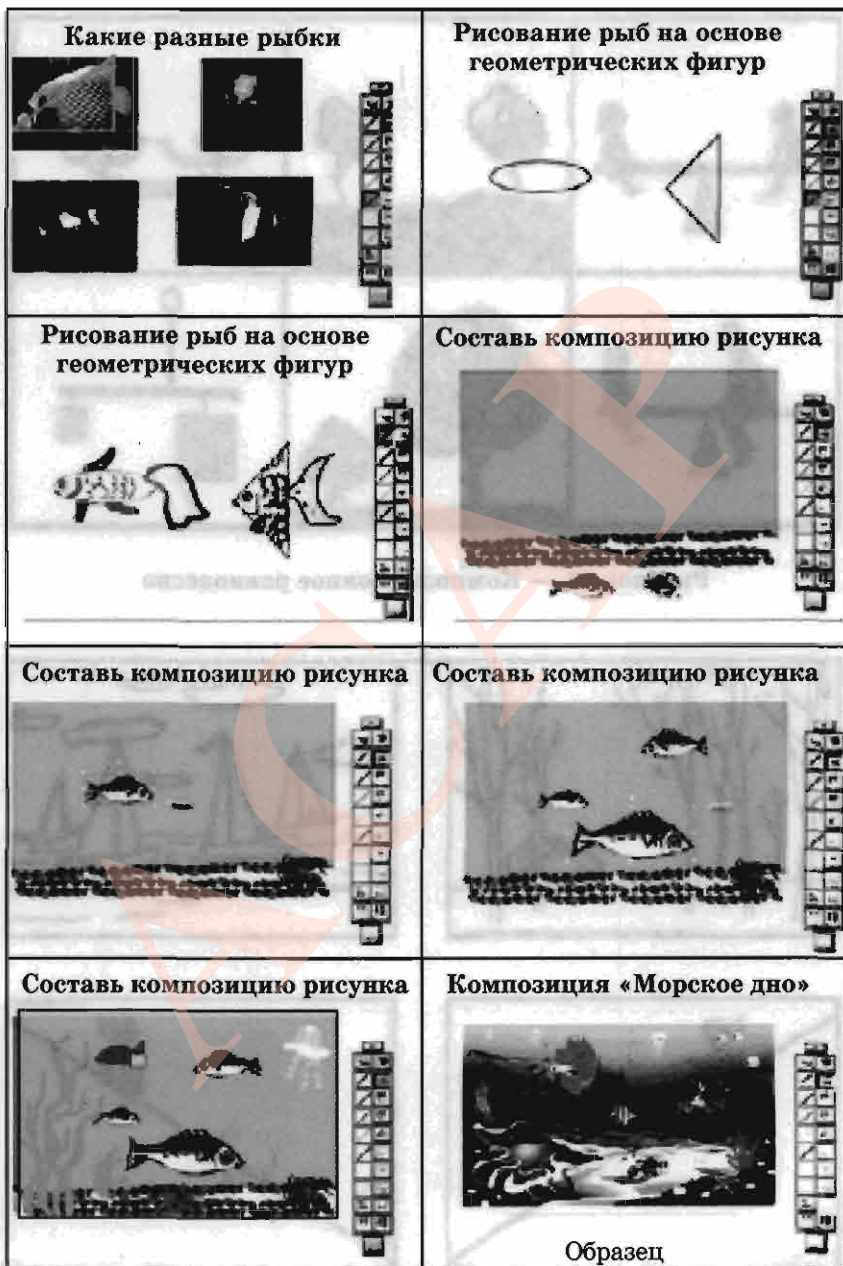 Какие разные рыбки
Рисование рыб на основе
геометрических фигур
Рисование рыб на основе
геометрических фигур
Составь композицию рисунка
Составь композицию рисунка
Составь композицию рисунка
Составь композицию рисунка
Композиция «Морское дно»
Образец
АСАР